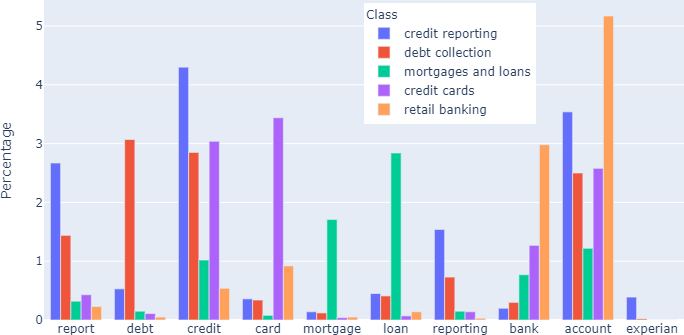 Class
credit reporting
debt collection
mortgages and loans
credit cards
retail banking
Percentage
5
4
3
2
1
0
report debt credit card mortgage loan reporting bank account experian